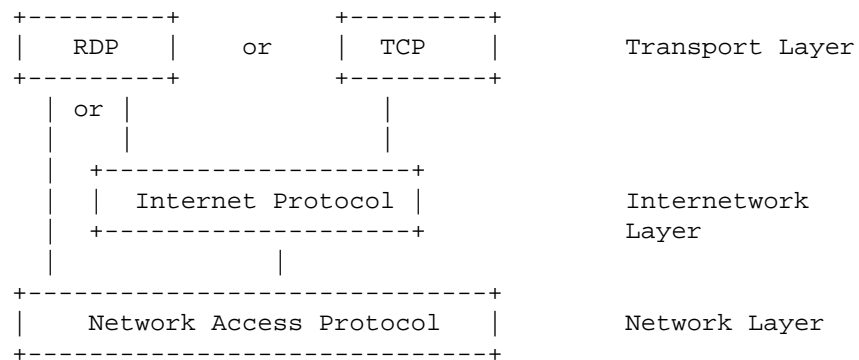 RDP or TCP Transport Layer
or
Internet Protocol Internetwork
Layer
Network Access Protocol Network Layer